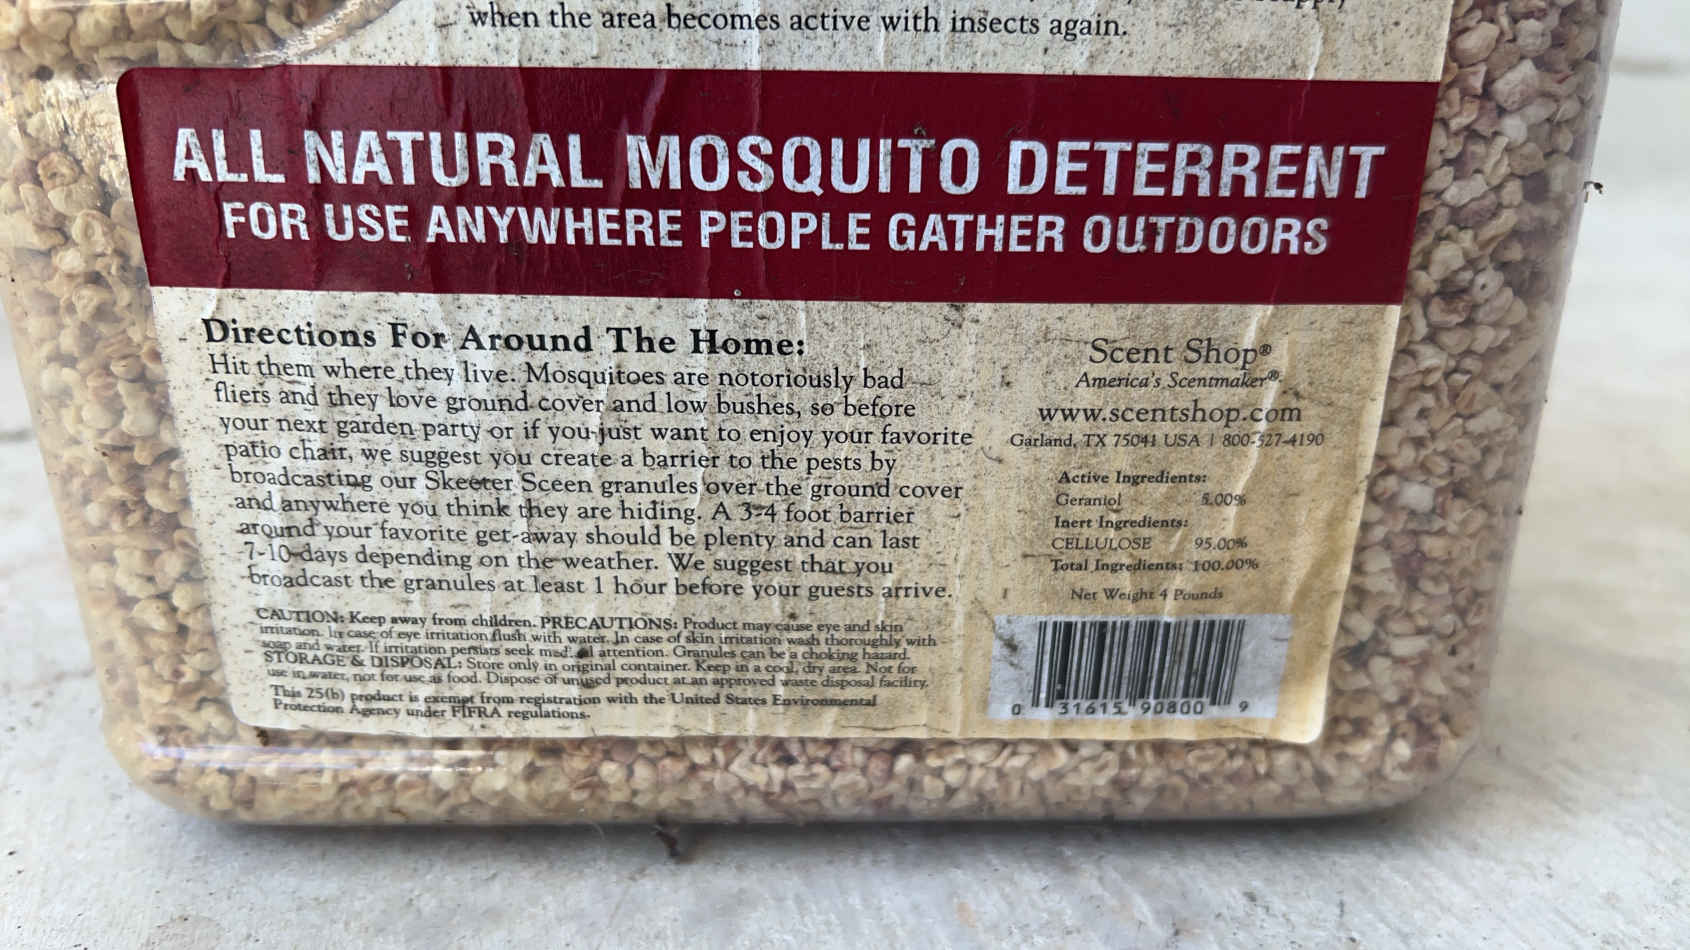 when the area becomes active with insects again.
ALL NATURAL MOSQUITO DETERRENT
FOR USE ANYWHERE PEOPLE GATHER OUTDOORS
Directions For Around The Home:
Hit them where they live. Mosquitoes are notoriously bad
fliers and they love ground cover and low bushes, so before
your next garden party or if you just want to enjoy your favorite
patio chair, we suggest you create a barrier to the pests by
broadcasting our Skeeter Sceen granules over the ground cover
and anywhere you think they are hiding. A 3-4 foot barrier
around your favorite get-away should be plenty and can last
7-10 days depending on the weather. We suggest that you
broadcast the granules at least 1 hour before your guests arrive.
CAUTION: Keep away from children. PRECAUTIONS: Product may cause eye and skin
irritation. In case of eye irritation flush with water. In case of skin irritation wash thoroughly with
soap and water. If irritation persists seek medical attention. Granules can be a choking hazard.
STORAGE & DISPOSAL: Store only in original container. Keep in a cool, dry area. Not for
use in water, not for use as food. Dispose of unused product at an approved waste disposal facility.
This 25(b) product is exempt from registration with the United States Environmental
Protection Agency under FIFRA regulations.
Scent Shop®
America's Scentmaker®
www.scentshop.com
Garland, TX 75041 USA | 800-527-4190
Active Ingredients:
Geraniol 5.00%
Inert Ingredients:
CELLULOSE 95.00%
Total Ingredients: 100.00%
Net Weight 4 Pounds
0 31615 90800 9